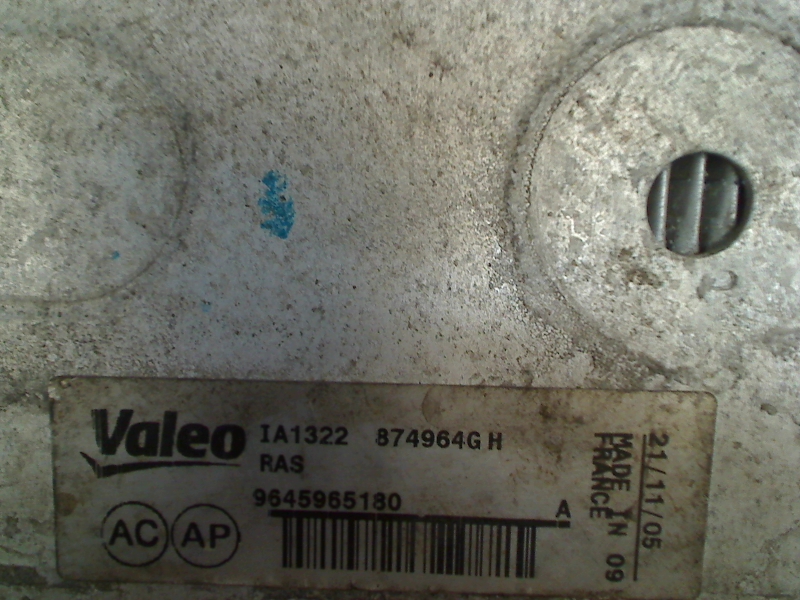 Valeo IA1322 874964G H
RAS
9645965180 A
AC AP
21/11/05
MADE IN 09
FRANCE